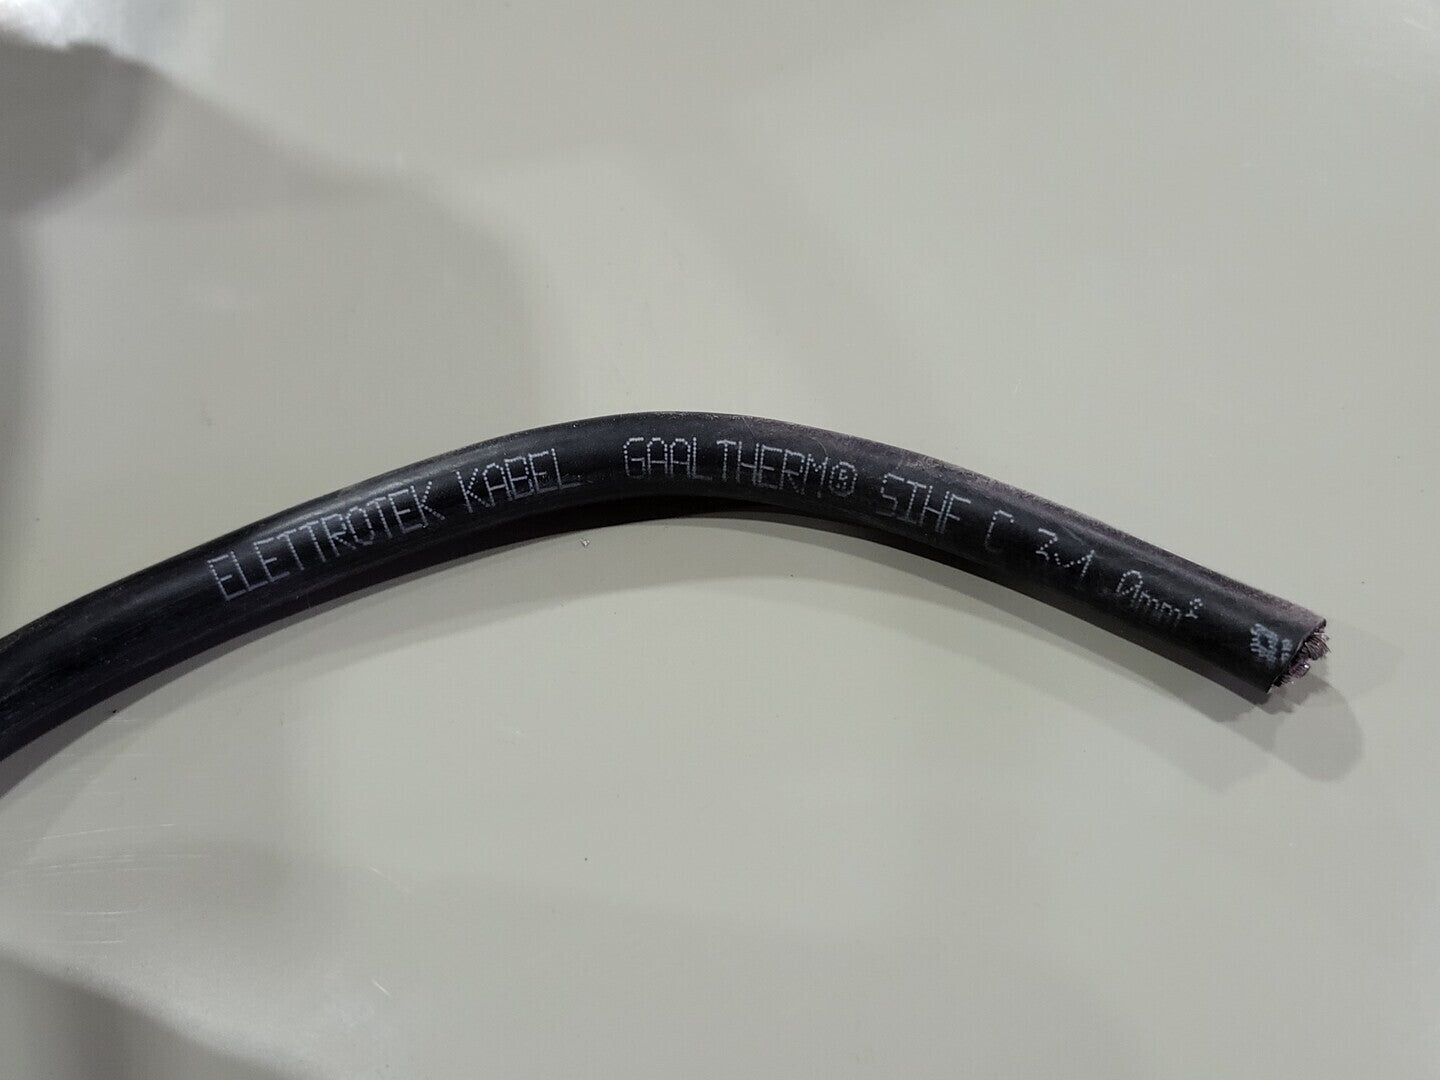 ELETTROTEK KABEL GAALTHERM® SIHF C 3x1.0mm²